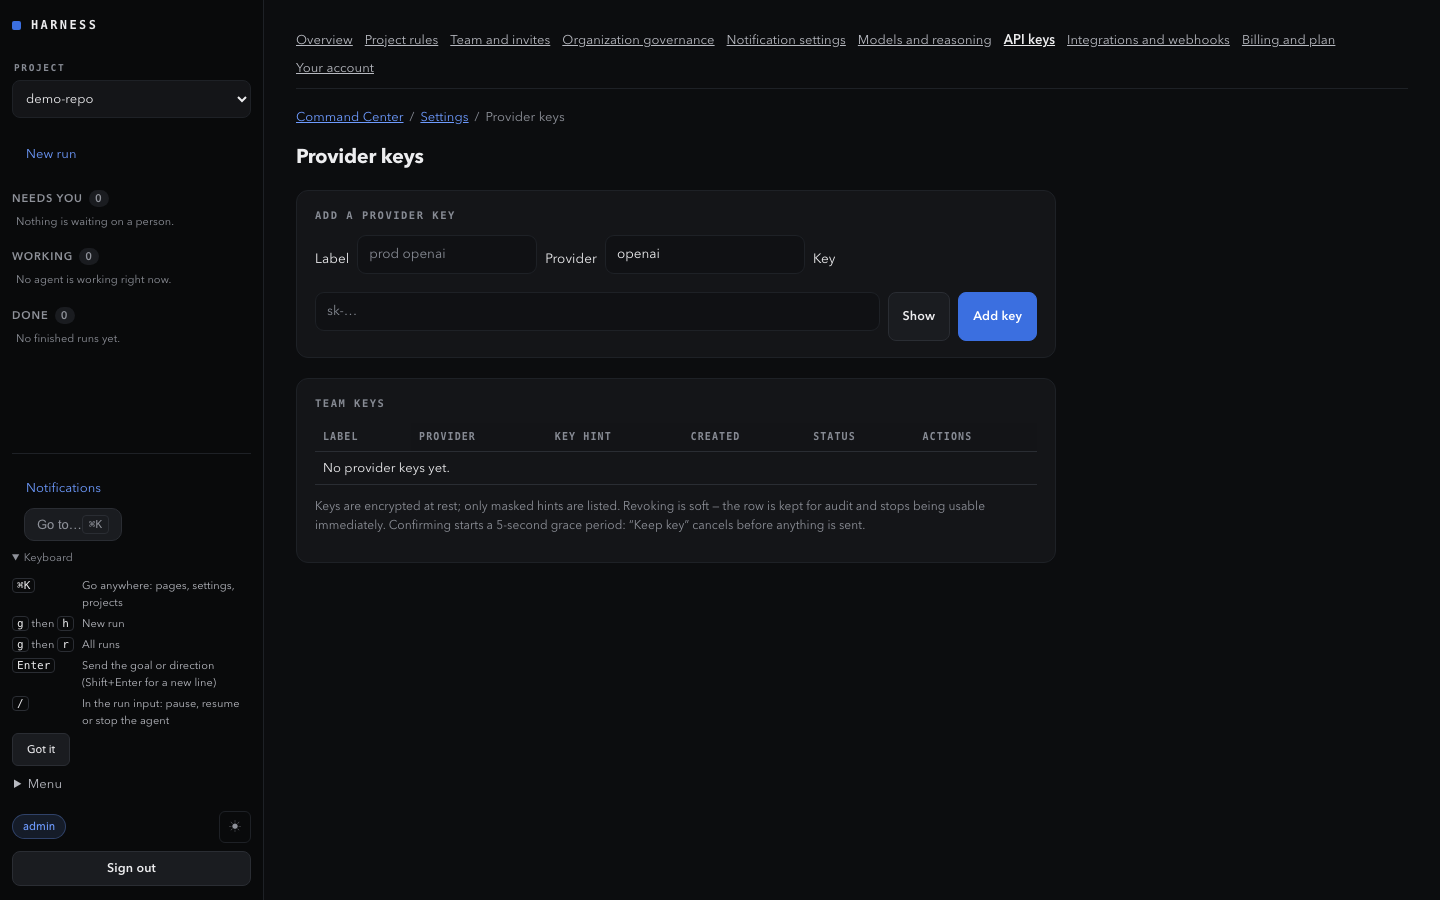 HARNESS
PROJECT
demo-repo
New run
NEEDS YOU 0
Nothing is waiting on a person.
WORKING 0
No agent is working right now.
DONE 0
No finished runs yet.
Notifications
Go to... ⌘K
▼ Keyboard
⌘K Go anywhere: pages, settings,
projects
g then h New run
g then r All runs
Enter Send the goal or direction
(Shift+Enter for a new line)
/ In the run input: pause, resume
or stop the agent
Got it
▶ Menu
admin
Sign out
Overview Project rules Team and invites Organization governance Notification settings Models and reasoning API keys Integrations and webhooks Billing and plan
Your account
Command Center / Settings / Provider keys
Provider keys
ADD A PROVIDER KEY
Label prod openai Provider openai Key
sk-... Show Add key
TEAM KEYS
LABEL PROVIDER KEY HINT CREATED STATUS ACTIONS
No provider keys yet.
Keys are encrypted at rest; only masked hints are listed. Revoking is soft — the row is kept for audit and stops being usable
immediately. Confirming starts a 5-second grace period: “Keep key” cancels before anything is sent.